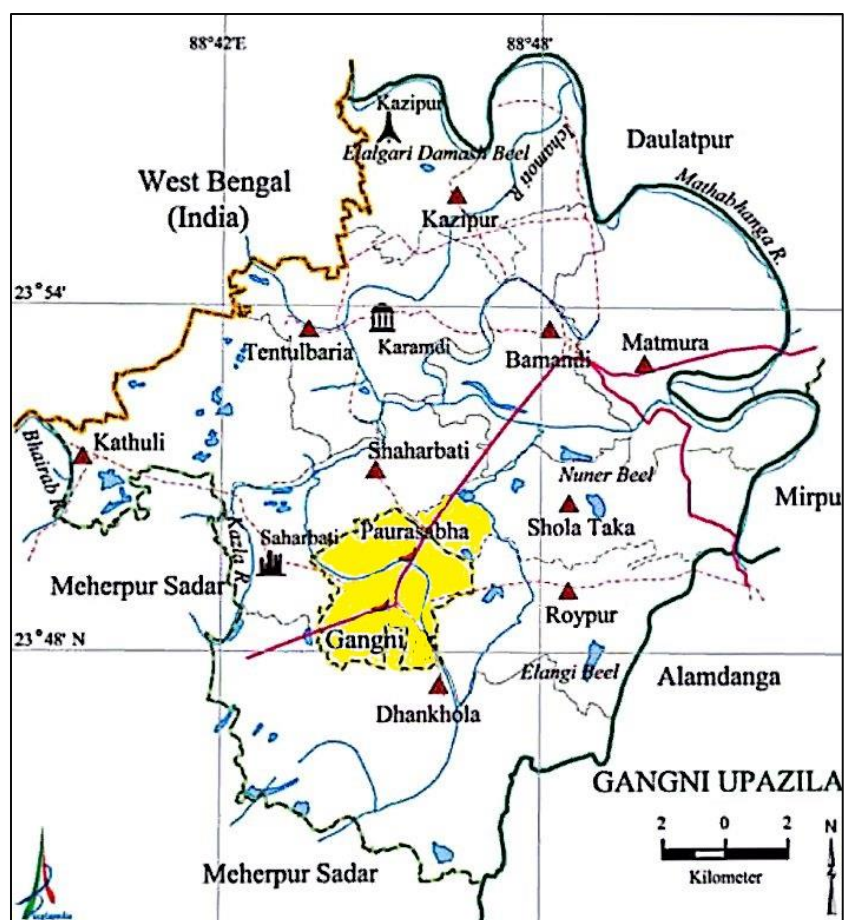 88°42'E
88°48'
Kazipur
Elalgari Damash Beel
Ichamoti R.
Daulatpur
West Bengal
(India)
Kazipur
Mathabhanga R.
23°54'
Tentulbaria
Karamdi
Bamandi
Matmura
Kathuli
Bhairab R.
Shaharbati
Nuner Beel
Mirpu
Paurasabha
Shola Taka
Kazla R.
Saharbati
Meherpur Sadar
Roypur
23°48' N
Gangni
Elangi Beel
Alamdanga
Dhankhola
GANGNI UPAZILA
2 0 2
Kilometer
N
Meherpur Sadar